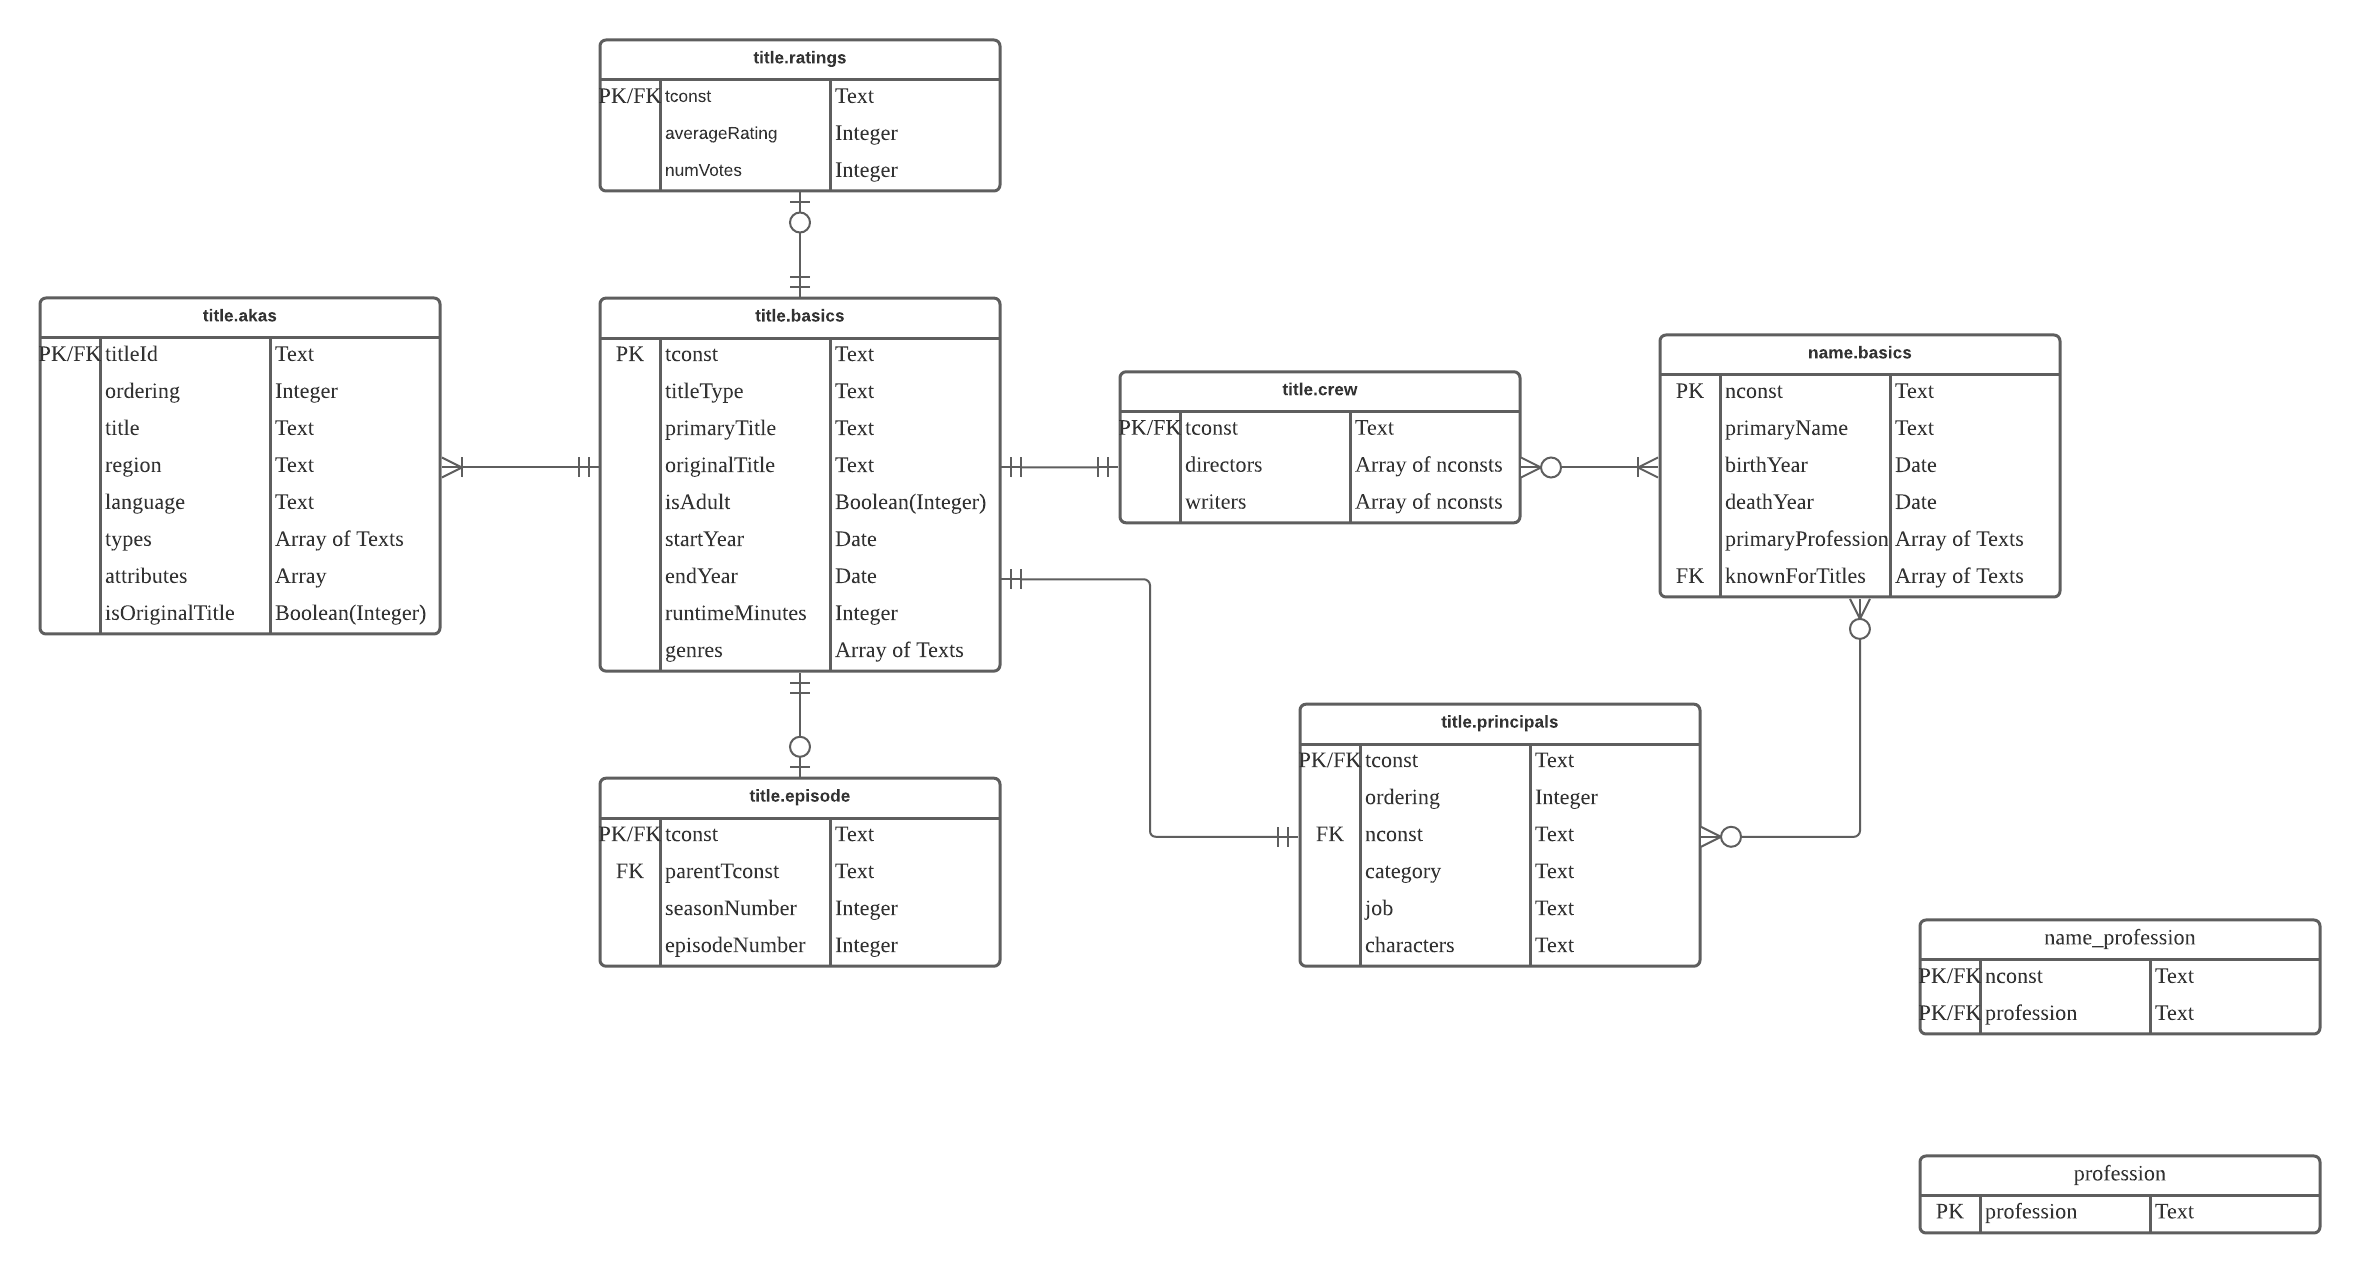 title.ratings
PK/FK tconst Text
averageRating Integer
numVotes Integer
title.akas
PK/FK titleId Text
ordering Integer
title Text
region Text
language Text
types Array of Texts
attributes Array
isOriginalTitle Boolean(Integer)
title.basics
PK tconst Text
titleType Text
primaryTitle Text
originalTitle Text
isAdult Boolean(Integer)
startYear Date
endYear Date
runtimeMinutes Integer
genres Array of Texts
title.crew
PK/FK tconst Text
directors Array of nconsts
writers Array of nconsts
name.basics
PK nconst Text
primaryName Text
birthYear Date
deathYear Date
primaryProfession Array of Texts
FK knownForTitles Array of Texts
title.episode
PK/FK tconst Text
FK parentTconst Text
seasonNumber Integer
episodeNumber Integer
title.principals
PK/FK tconst Text
ordering Integer
FK nconst Text
category Text
job Text
characters Text
name_profession
PK/FK nconst Text
PK/FK profession Text
profession
PK profession Text